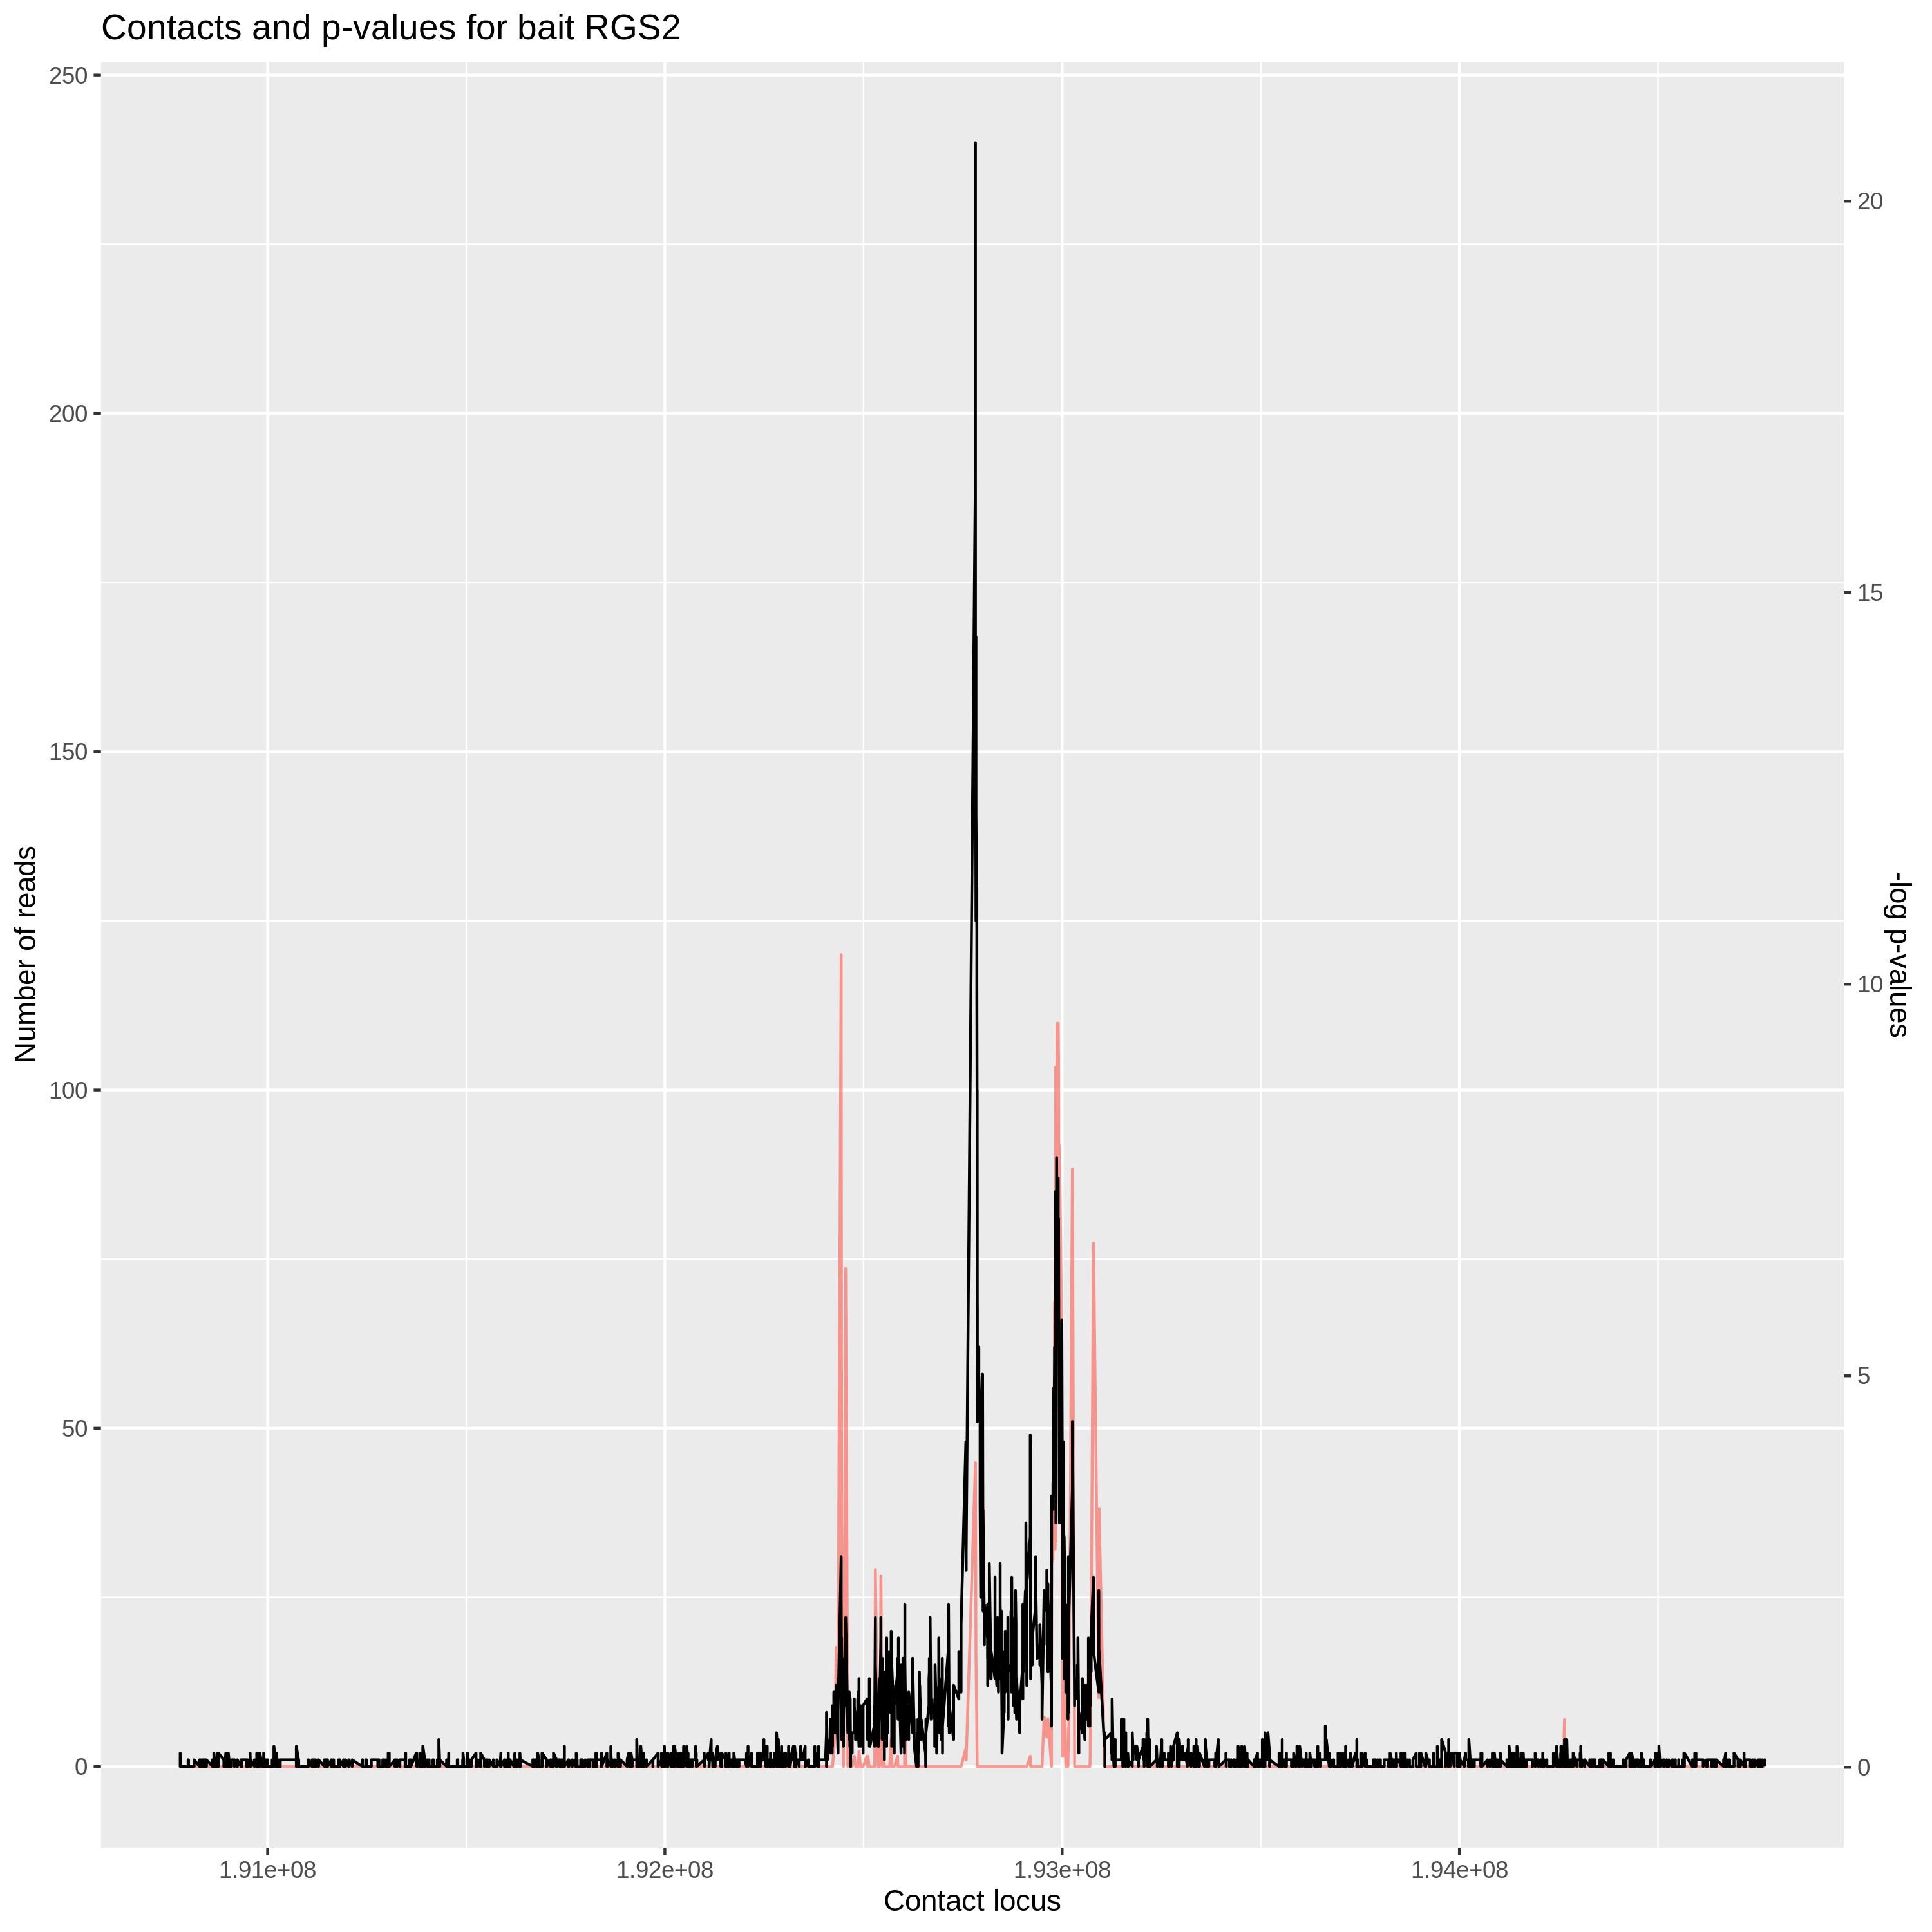 Contacts and p-values for bait RGS2
250
200
150
100
50
0
Number of reads
20
15
10
5
0
-log p-values
1.91e+08
1.92e+08
1.93e+08
1.94e+08
Contact locus